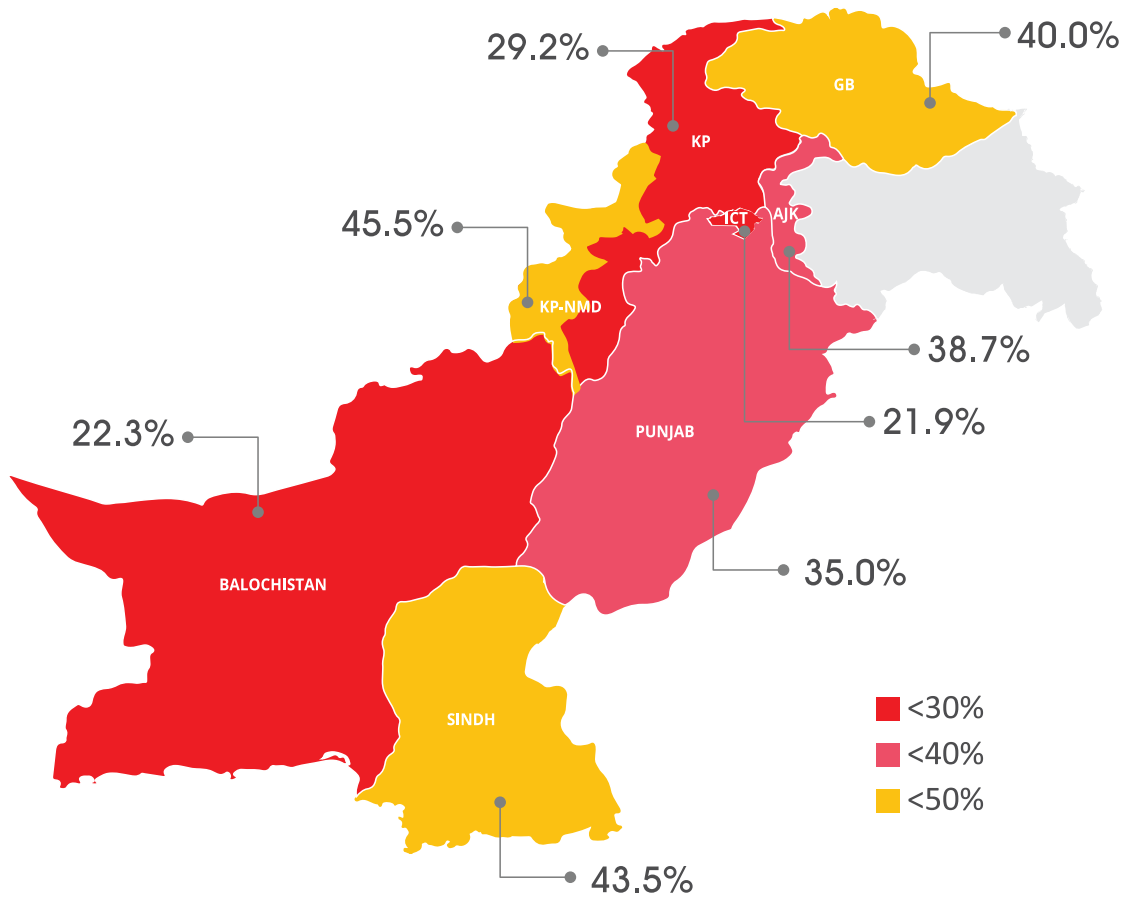 29.2%
40.0%
GB
KP
45.5%
ICT
AJK
KP-NMD
38.7%
22.3%
21.9%
PUNJAB
35.0%
BALOCHISTAN
SINDH
<30%
<40%
<50%
43.5%